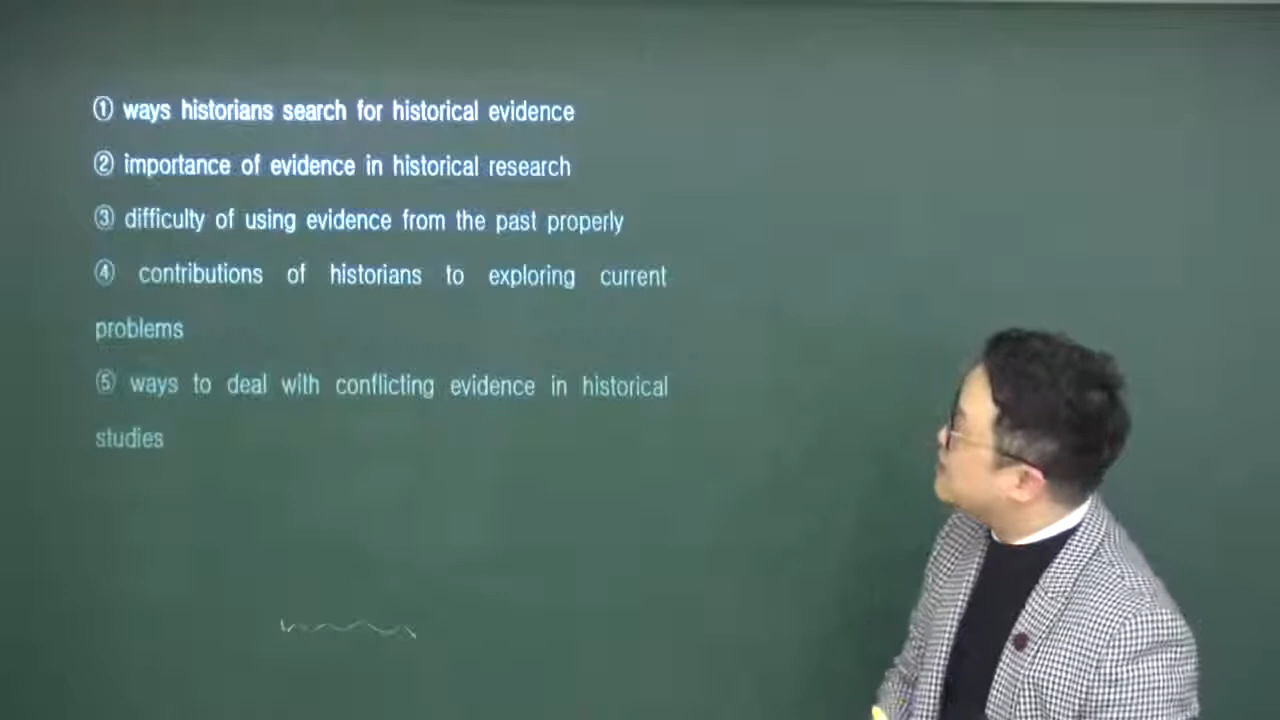 ① ways historians search for historical evidence
② importance of evidence in historical research
③ difficulty of using evidence from the past properly
④ contributions of historians to exploring current
problems
⑤ ways to deal with conflicting evidence in historical
studies